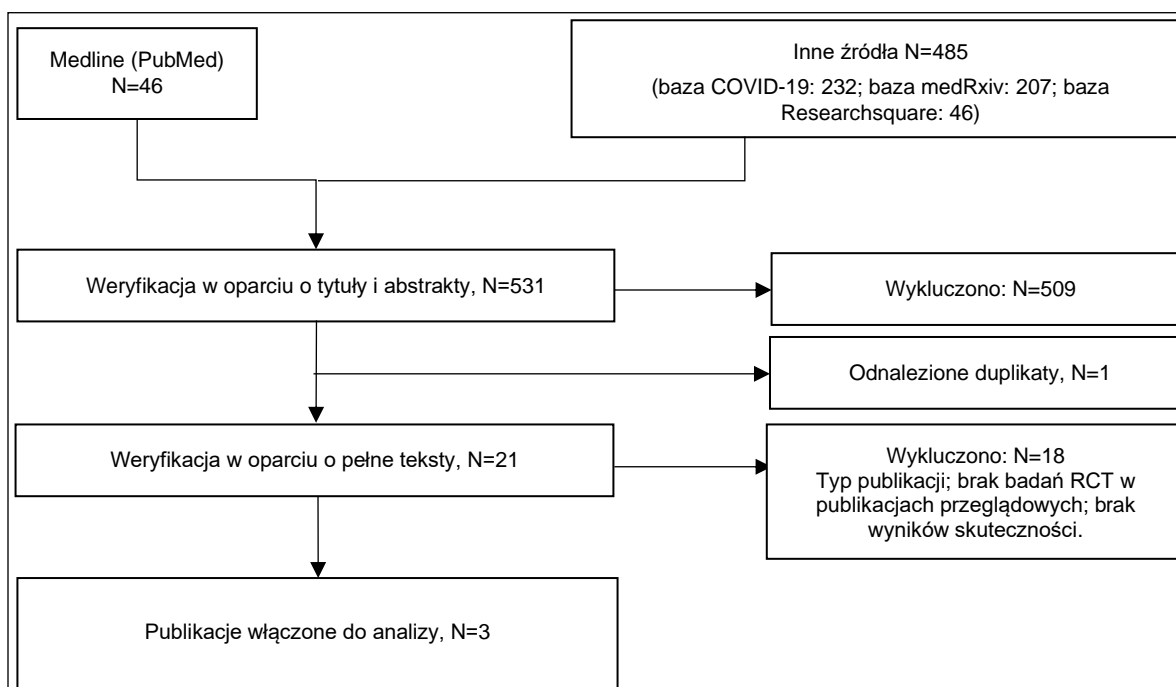 Medline (PubMed)
N=46
Inne źródła N=485
(baza COVID-19: 232; baza medRxiv: 207; baza
Researchsquare: 46)
Weryfikacja w oparciu o tytuły i abstrakty, N=531
Wykluczono: N=509
Odnalezione duplikaty, N=1
Weryfikacja w oparciu o pełne teksty, N=21
Wykluczono: N=18
Typ publikacji; brak badań RCT w
publikacjach przeglądowych; brak
wyników skuteczności.
Publikacje włączone do analizy, N=3